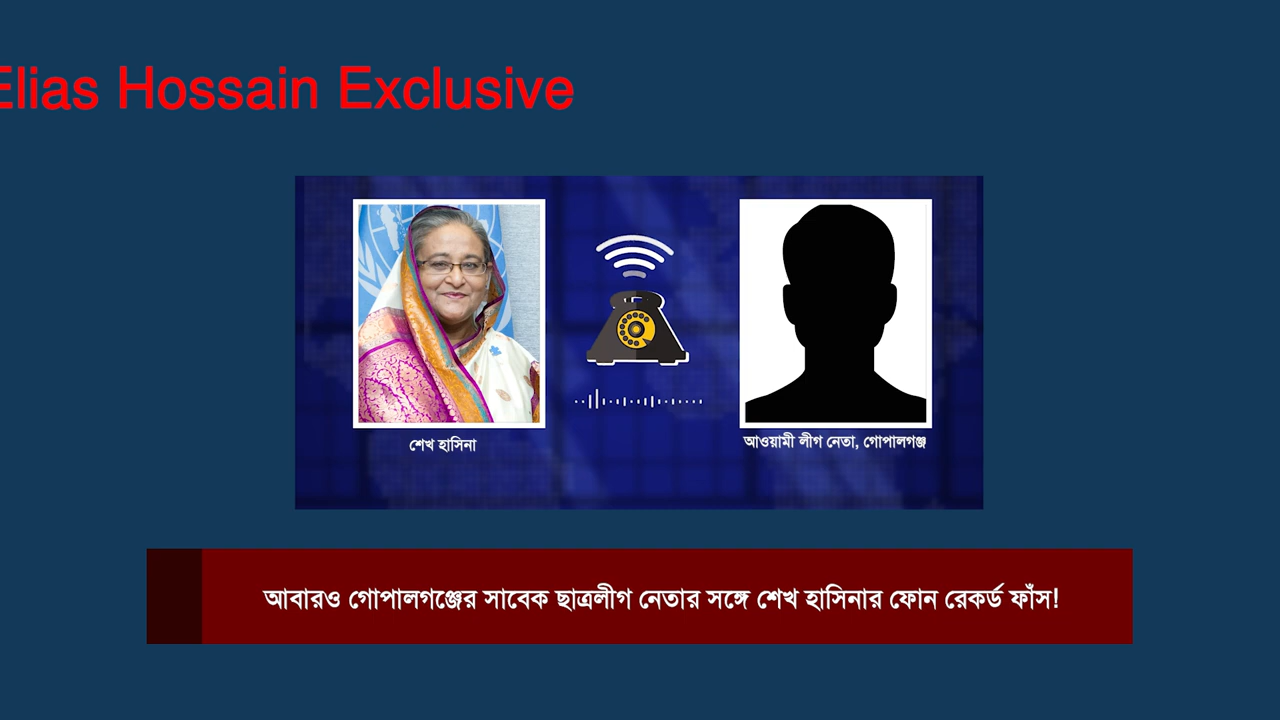 Elias Hossain Exclusive
শেখ হাসিনা
আওয়ামী লীগ নেতা, গোপালগঞ্জ
আবারও গোপালগঞ্জের সাবেক ছাত্রলীগ নেতার সঙ্গে শেখ হাসিনার ফোন রেকর্ড ফাঁস!